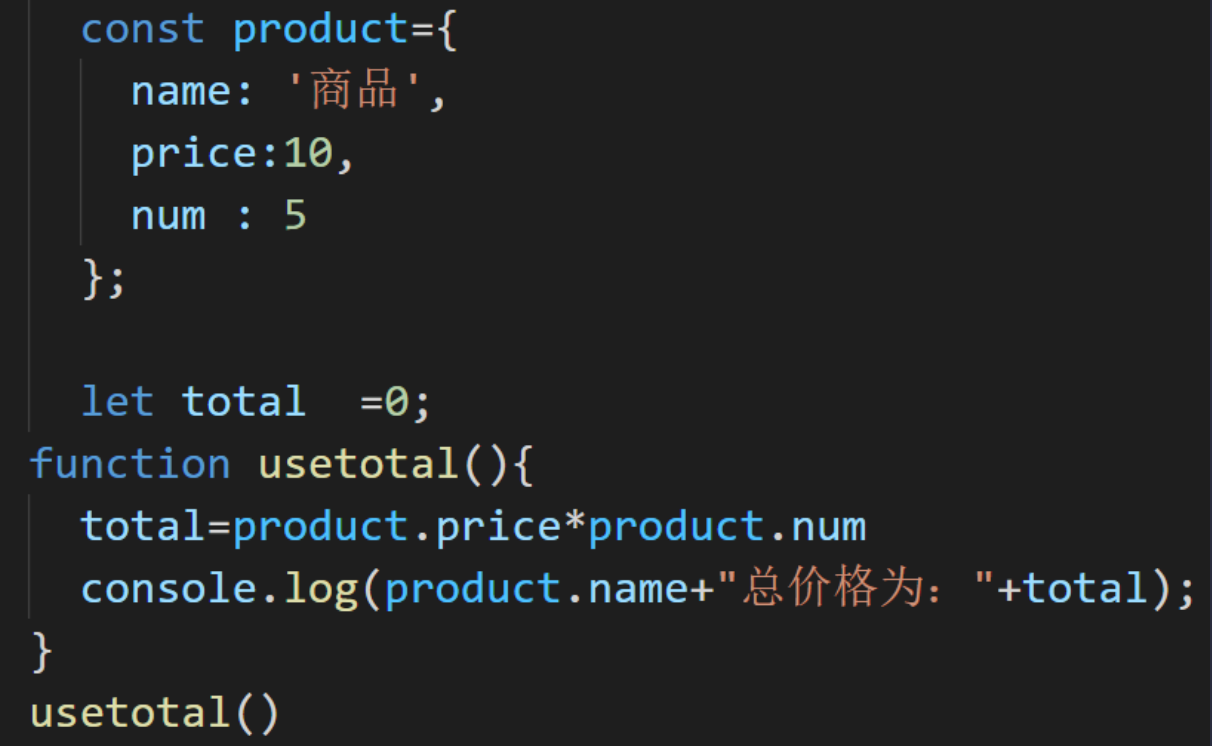 const product={
name: '商品',
price:10,
num : 5
};
let total  =0;
function usetotal(){
total=product.price*product.num
console.log(product.name+"总价格为: "+total);
}
usetotal()